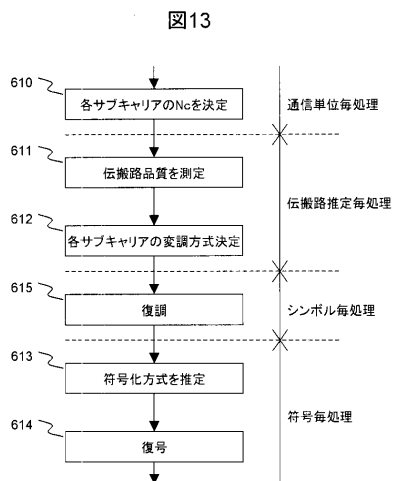 図13
610
各サブキャリアのNcを決定
通信単位毎処理
611
伝搬路品質を測定
伝搬路推定毎処理
612
各サブキャリアの変調方式決定
615
復調
シンボル毎処理
613
符号化方式を推定
符号毎処理
614
復号